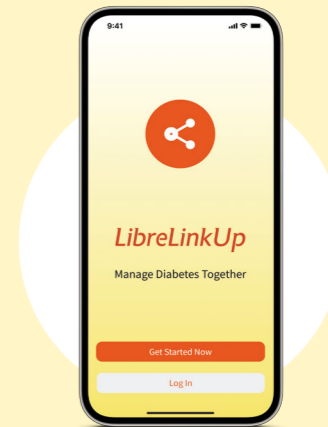 9:41
LibreLinkUp
Manage Diabetes Together
Get Started Now
Log In